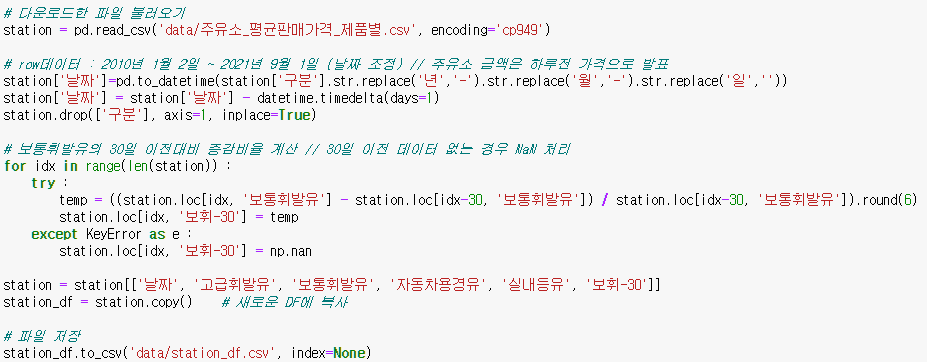 # 다운로드한 파일 불러오기
station = pd.read_csv('data/주유소_평균판매가격_제품별.csv', encoding='cp949')
# row데이터 : 2010년 1월 2일 ~ 2021년 9월 1일 (날짜 조정) // 주유소 금액은 하루전 가격으로 발표
station['날짜']=pd.to_datetime(station['구분'].str.replace('년','-').str.replace('월','-').str.replace('일',''))
station['날짜'] = station['날짜'] - datetime.timedelta(days=1)
station.drop(['구분'], axis=1, inplace=True)
# 보통휘발유의 30일 이전대비 증감비율 계산 // 30일 이전 데이터 없는 경우 NaN 처리
for idx in range(len(station)) :
    try :
        temp = ((station.loc[idx, '보통휘발유'] - station.loc[idx-30, '보통휘발유']) / station.loc[idx-30, '보통휘발유']).round(6)
        station.loc[idx, '보휘-30'] = temp
    except KeyError as e :
        station.loc[idx, '보휘-30'] = np.nan
station = station[['날짜', '고급휘발유', '보통휘발유', '자동차용경유', '실내등유', '보휘-30']]
station_df = station.copy()    # 새로운 DF에 복사
# 파일 저장
station_df.to_csv('data/station_df.csv', index=None)